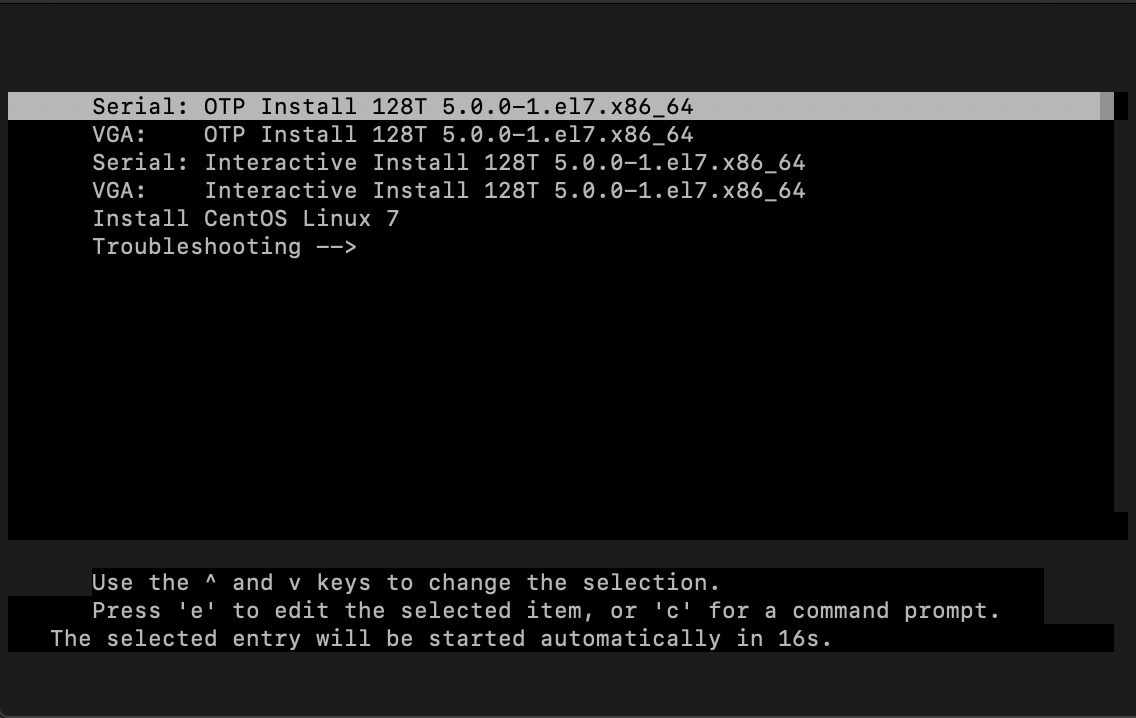 Serial: OTP Install 128T 5.0.0-1.el7.x86_64
VGA:    OTP Install 128T 5.0.0-1.el7.x86_64
Serial: Interactive Install 128T 5.0.0-1.el7.x86_64
VGA:    Interactive Install 128T 5.0.0-1.el7.x86_64
Install CentOS Linux 7
Troubleshooting -->
Use the ^ and v keys to change the selection.
Press 'e' to edit the selected item, or 'c' for a command prompt.
The selected entry will be started automatically in 16s.